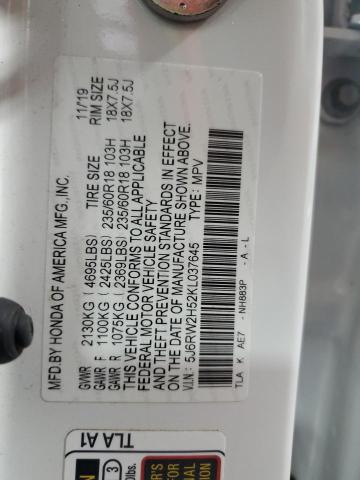 MFD.BY HONDA OF AMERICA MFG.,INC. 11/19
TIRE SIZE RIM SIZE
GVWR 2130KG ( 4695LBS)
GAWR F 1100KG ( 2425LBS) 235/60R18 103H 18X7.5J
GAWR R 1075KG ( 2369LBS) 235/60R18 103H 18X7.5J
THIS VEHICLE CONFORMS TO ALL APPLICABLE
FEDERAL MOTOR VEHICLE SAFETY
AND THEFT PREVENTION STANDARDS IN EFFECT
ON THE DATE OF MANUFACTURE SHOWN ABOVE.
V.I.N.: 5J6RW2H52KL037645 TYPE: MPV
TLA K AE7 - NH883P - A - L
TLA A1
3
0lbs.